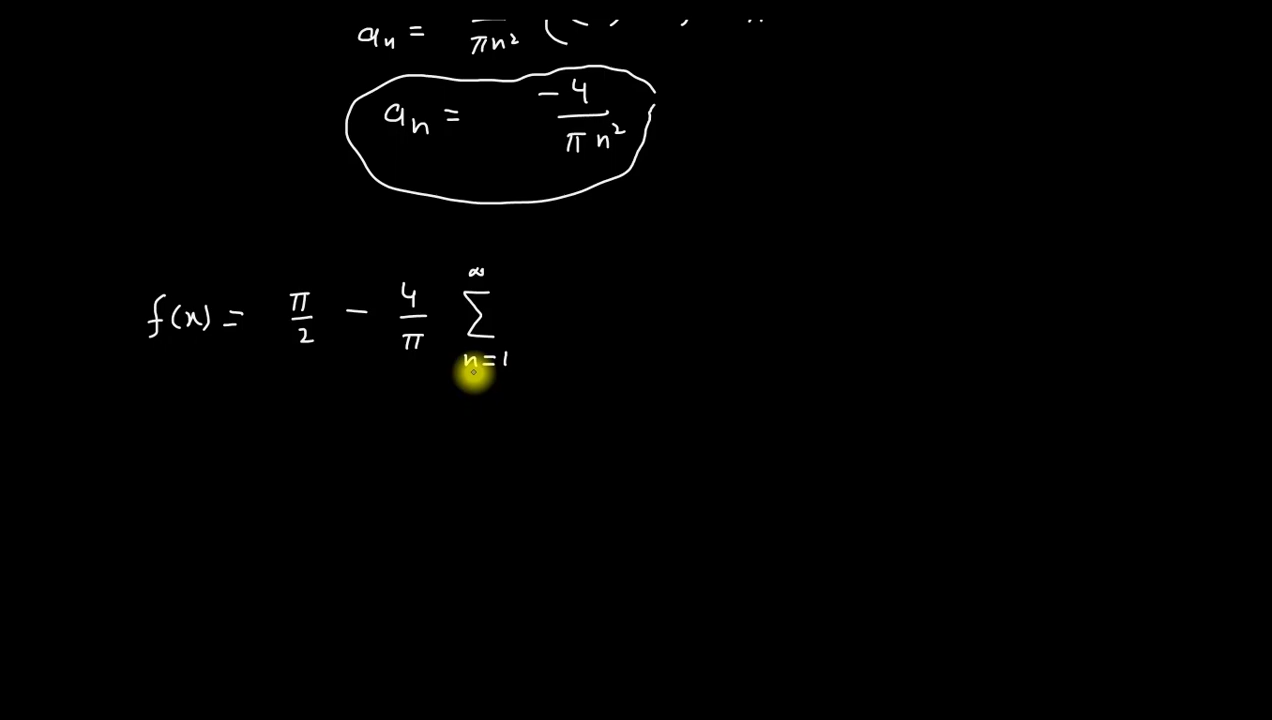 aₙ = πn² (
aₙ = -4/πn²
f(x) = π/2 - 4/π ∞∑n=1